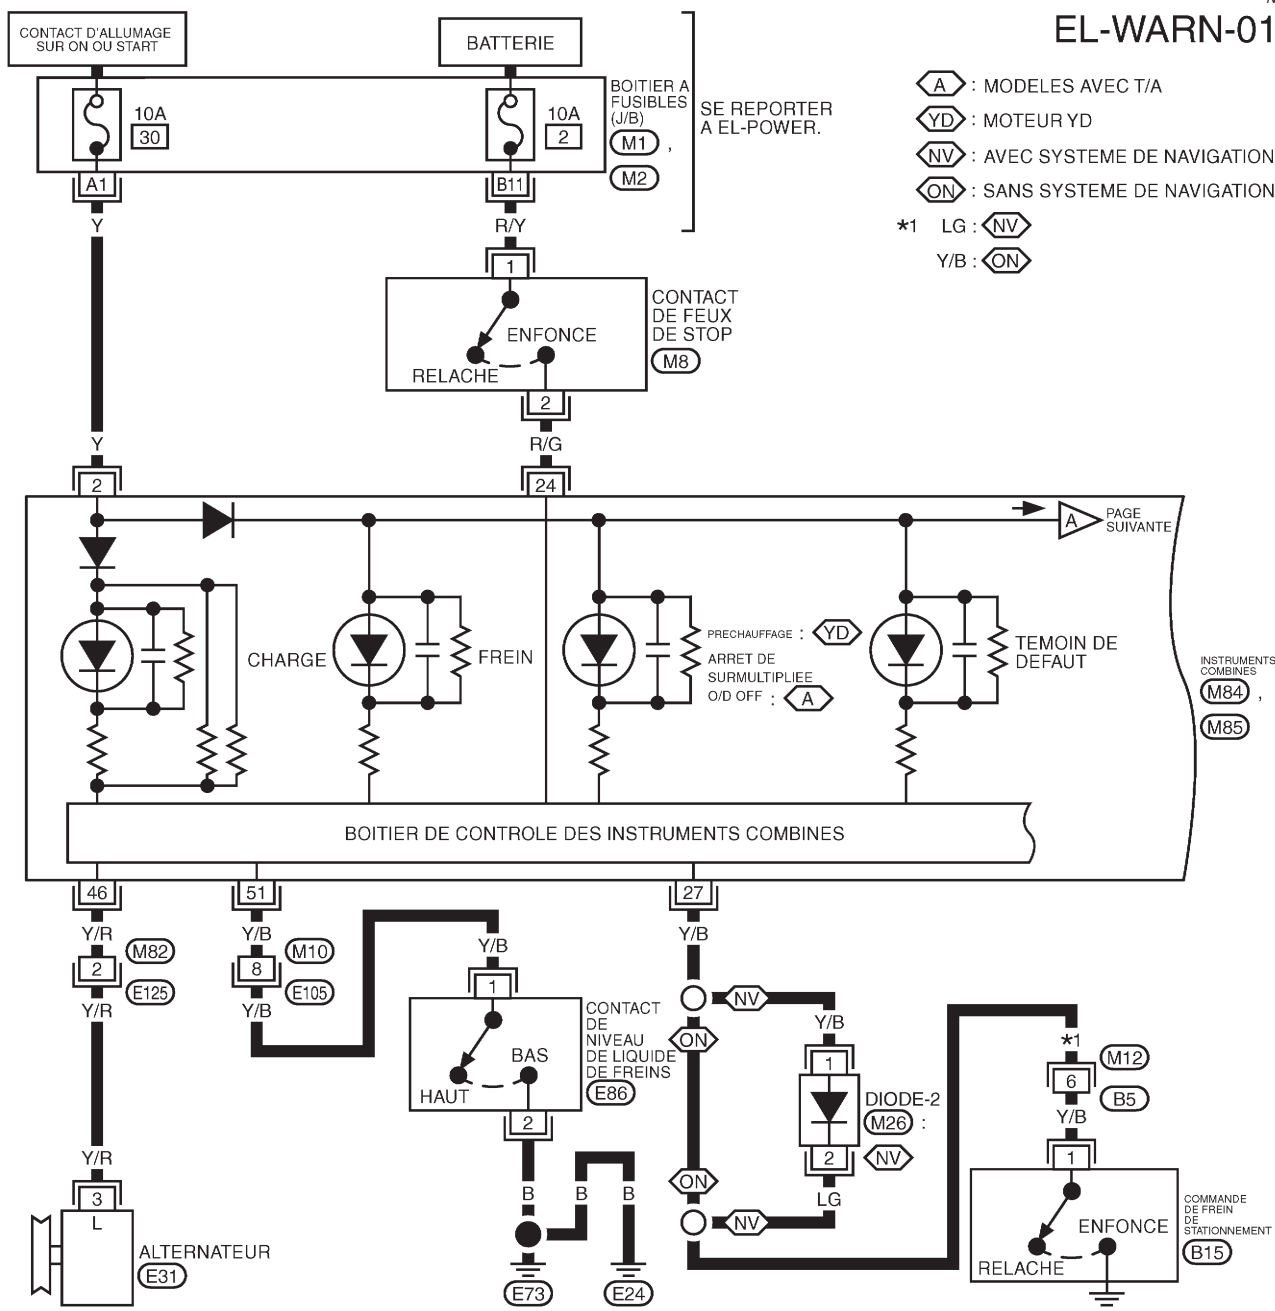 EL-WARN-01
CONTACT D'ALLUMAGE
SUR ON OU START
BATTERIE
10A
30
10A
2
BOITIER A
FUSIBLES
(J/B)
M1 ,
M2
SE REPORTER
A EL-POWER.
A : MODELES AVEC T/A
YD : MOTEUR YD
NV : AVEC SYSTEME DE NAVIGATION
ON : SANS SYSTEME DE NAVIGATION
*1 LG : NV
Y/B : ON
A1
B11
Y
R/Y
1
CONTACT
DE FEUX
DE STOP
M8
ENFONCE
RELACHE
2
Y
R/G
2
24
A
PAGE
SUIVANTE
CHARGE
FREIN
PRECHAUFFAGE : YD
ARRET DE
SURMULTIPLIEE
O/D OFF : A
TEMOIN DE
DEFAUT
INSTRUMENTS
COMBINES
M84 ,
M85
BOITIER DE CONTROLE DES INSTRUMENTS COMBINES
46
51
27
Y/R
Y/B
Y/B
Y/B
M82
M10
2
8
E125
E105
Y/R
Y/B
1
CONTACT
DE
NIVEAU
DE LIQUIDE
DE FREINS
E86
BAS
HAUT
2
NV
ON
Y/B
1
DIODE-2
M26 :
2
NV
LG
ON
NV
*1
M12
6
B5
Y/B
1
COMMANDE
DE FREIN
DE
STATIONNEMENT
B15
ENFONCE
RELACHE
Y/R
3
L
ALTERNATEUR
E31
B
B
B
E73
E24